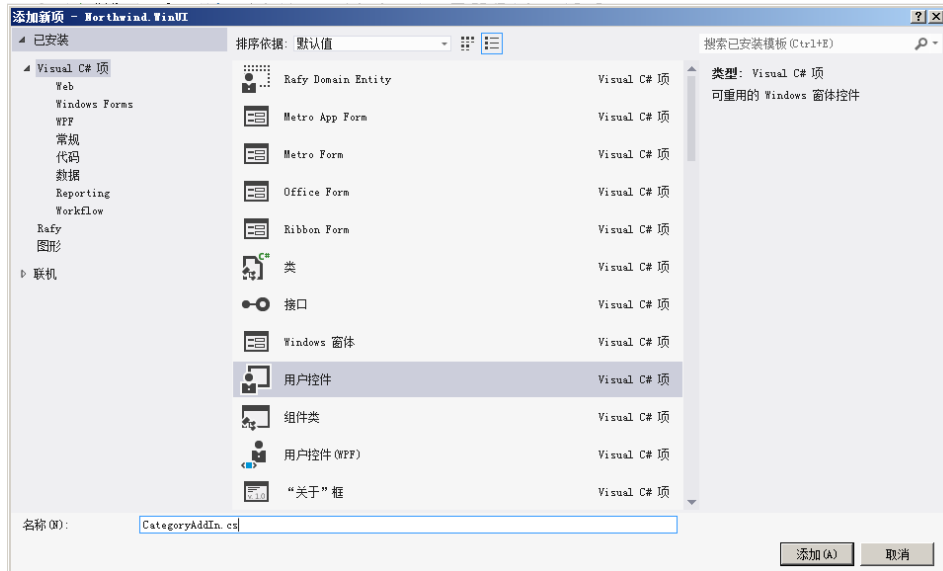 添加新项 - Northwind.WinUI
已安装
排序依据: 默认值
搜索已安装模板(Ctrl+E)
Visual C# 项
Web
Windows Forms
WPF
常规
代码
数据
Reporting
Workflow
Rafy
图形
联机
Rafy Domain Entity Visual C# 项
Metro App Form Visual C# 项
Metro Form Visual C# 项
Office Form Visual C# 项
Ribbon Form Visual C# 项
类 Visual C# 项
接口 Visual C# 项
Windows 窗体 Visual C# 项
用户控件 Visual C# 项
组件类 Visual C# 项
用户控件(WPF) Visual C# 项
“关于”框 Visual C# 项
类型: Visual C# 项
可重用的 Windows 窗体控件
名称(N): CategoryAddIn.cs
添加(A) 取消